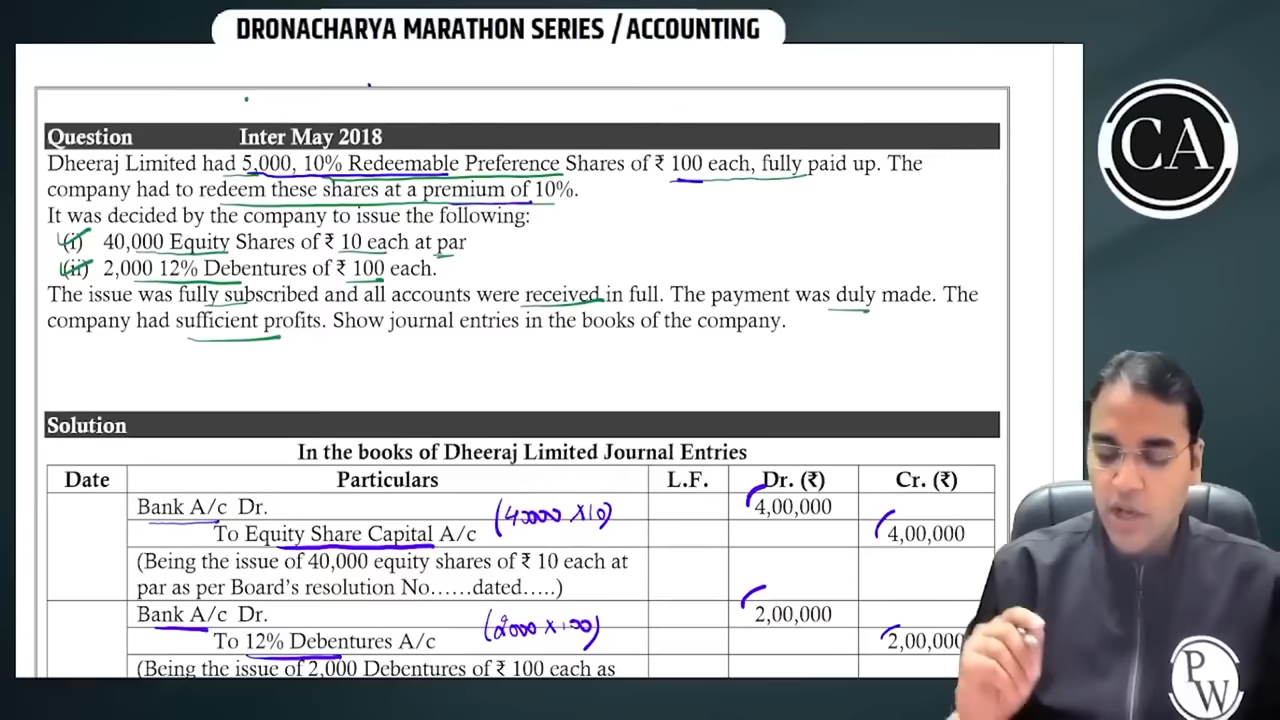 DRONACHARYA MARATHON SERIES / ACCOUNTING
CA
Question Inter May 2018
Dheeraj Limited had 5,000, 10% Redeemable Preference Shares of ₹ 100 each, fully paid up. The
company had to redeem these shares at a premium of 10%.
It was decided by the company to issue the following:
(i) 40,000 Equity Shares of ₹ 10 each at par
(ii) 2,000 12% Debentures of ₹ 100 each.
The issue was fully subscribed and all accounts were received in full. The payment was duly made. The
company had sufficient profits. Show journal entries in the books of the company.
Solution
In the books of Dheeraj Limited Journal Entries
Date Particulars L.F. Dr. (₹) Cr. (₹)
Bank A/c Dr. (40000 X10) 4,00,000
To Equity Share Capital A/c 4,00,000
(Being the issue of 40,000 equity shares of ₹ 10 each at
par as per Board's resolution No......dated.....)
Bank A/c Dr. (2000 X 100) 2,00,000
To 12% Debentures A/c 2,00,000
(Being the issue of 2,000 Debentures of ₹ 100 each as
PW